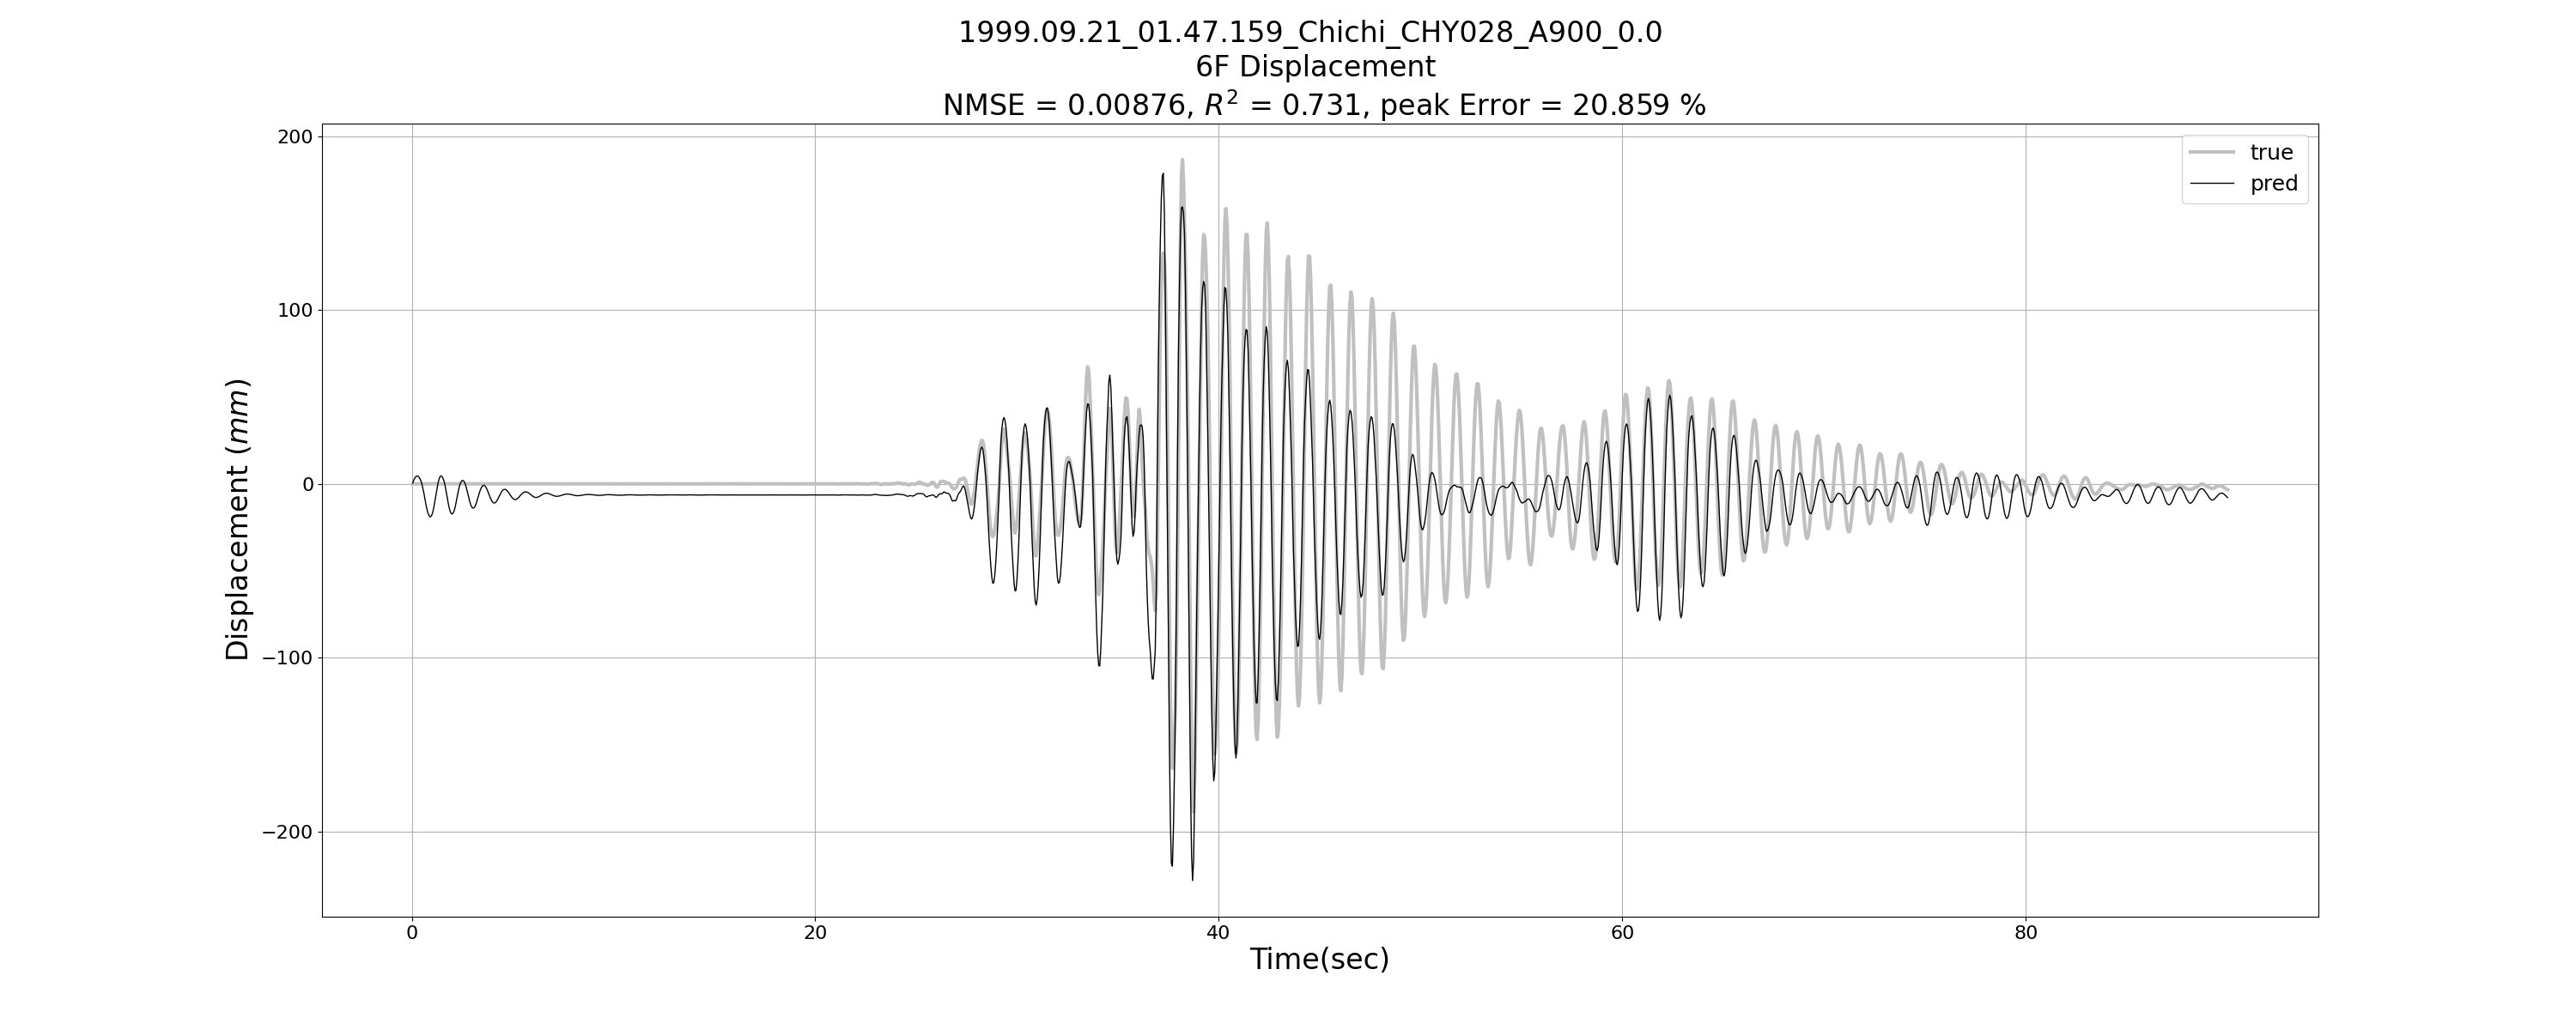 1999.09.21_01.47.159_Chichi_CHY028_A900_0.0
6F Displacement
NMSE = 0.00876, R² = 0.731, peak Error = 20.859 %
true
pred
Displacement (mm)
200
100
0
−100
−200
0 20 40 60 80
Time(sec)